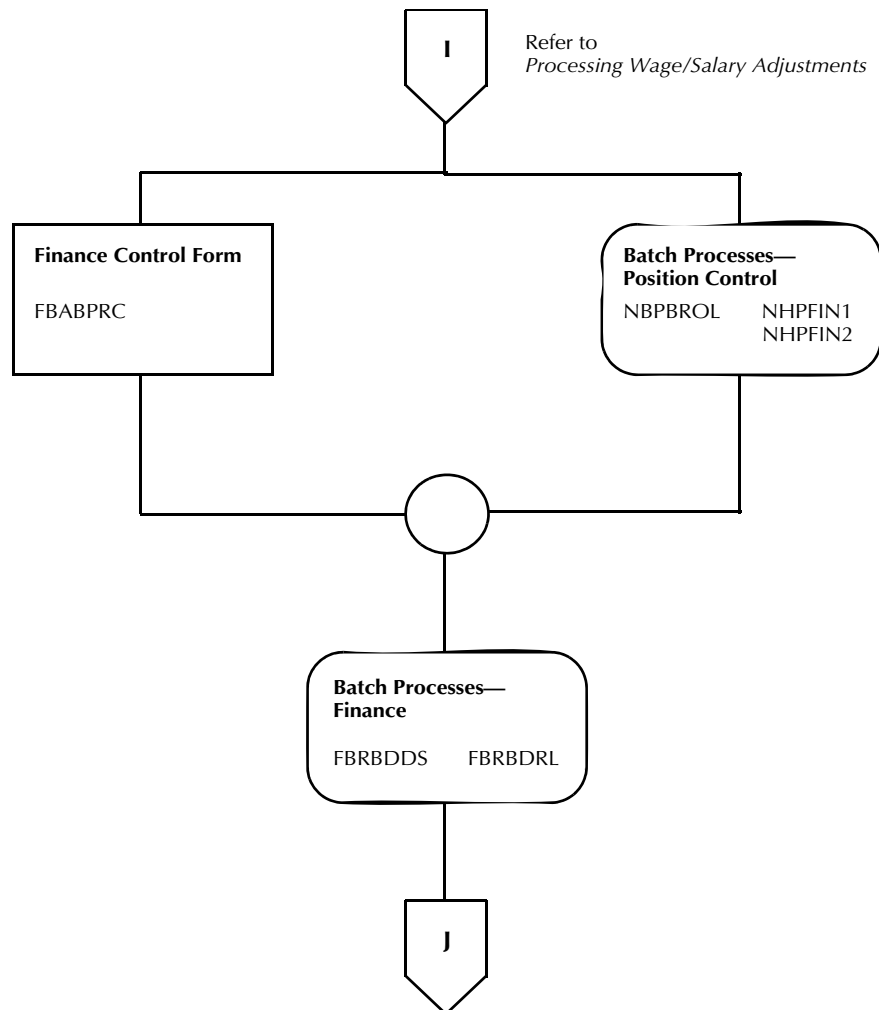 I
Refer to
Processing Wage/Salary Adjustments
Finance Control Form
FBABPRC
Batch Processes—
Position Control
NBPBROL NHPFIN1
NHPFIN2
Batch Processes—
Finance
FBRBDDS FBRBDRL
J